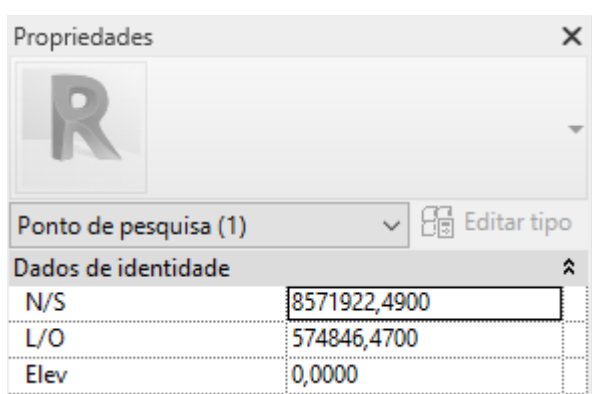 Propriedades
Ponto de pesquisa (1) Editar tipo
Dados de identidade
N/S 8571922,4900
L/O 574846,4700
Elev 0,0000